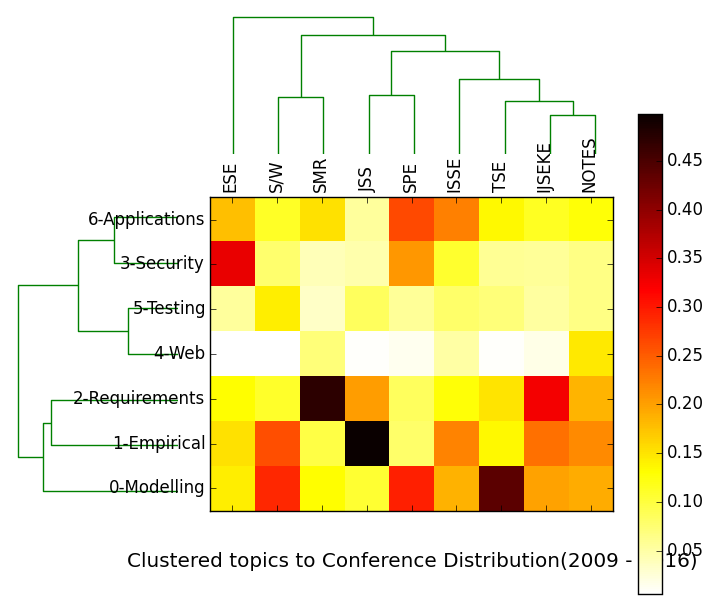 ESE S/W SMR JSS SPE ISSE TSE IJSEKE NOTES
6-Applications
3-Security
5-Testing
4-Web
2-Requirements
1-Empirical
0-Modelling
0.45
0.40
0.35
0.30
0.25
0.20
0.15
0.10
0.05
Clustered topics to Conference Distribution(2009 - 16)